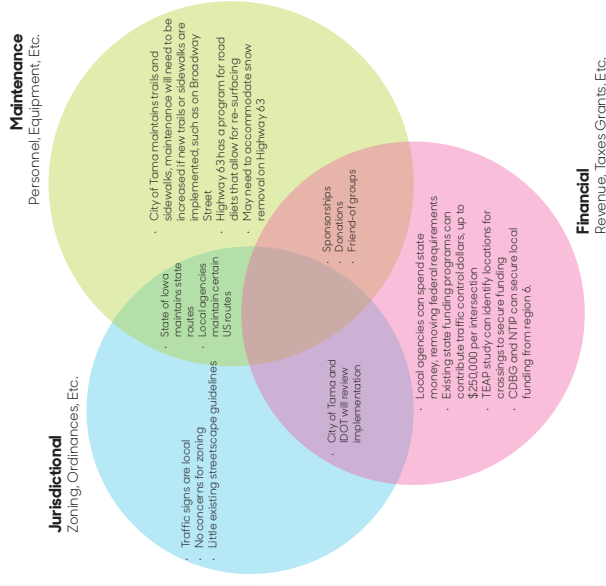 Jurisdictional
Zoning, Ordinances, Etc.
· Traffic signs are local
· No concerns for zoning
· Little existing streetscape guidelines
· State of Iowa
maintains state
routes
· Local agencies
maintain certain
US routes
Maintenance
Personnel, Equipment, Etc.
· City of Tama maintains trails and
sidewalks, maintenance will need to be
increased if new trails or sidewalks are
implemented, such as on Broadway
Street
· Highway 63 has a program for road
diets that allow for re-surfacing
· May need to accommodate snow
removal on Highway 63
· City of Tama and
IDOT will review
implementation
· Sponsorships
· Donations
· Friend-of groups
· Local agencies can spend state
money, removing federal requirements
· Existing state funding programs can
contribute traffic control dollars, up to
$250,000 per intersection
· TEAP study can identify locations for
crossings to secure funding
· CDBG and NTIP can secure local
funding from region 6.
Financial
Revenue, Taxes Grants, Etc.